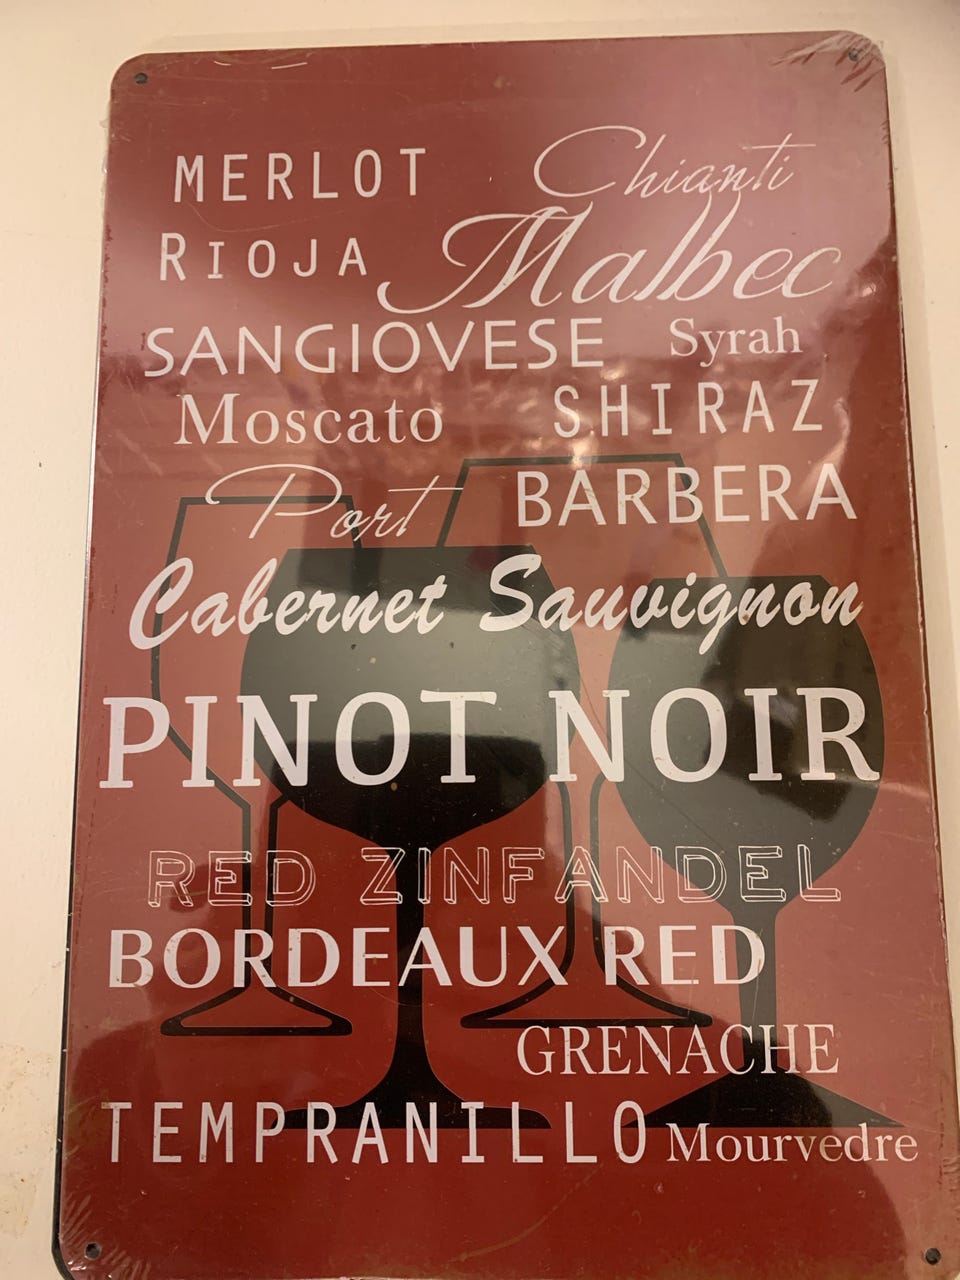 MERLOT Chianti
RIOJA Malbec
SANGIOVESE Syrah
Moscato SHIRAZ
Port BARBERA
Cabernet Sauvignon
PINOT NOIR
RED ZINFANDEL
BORDEAUX RED
GRENACHE
TEMPRANILLO Mourvedre